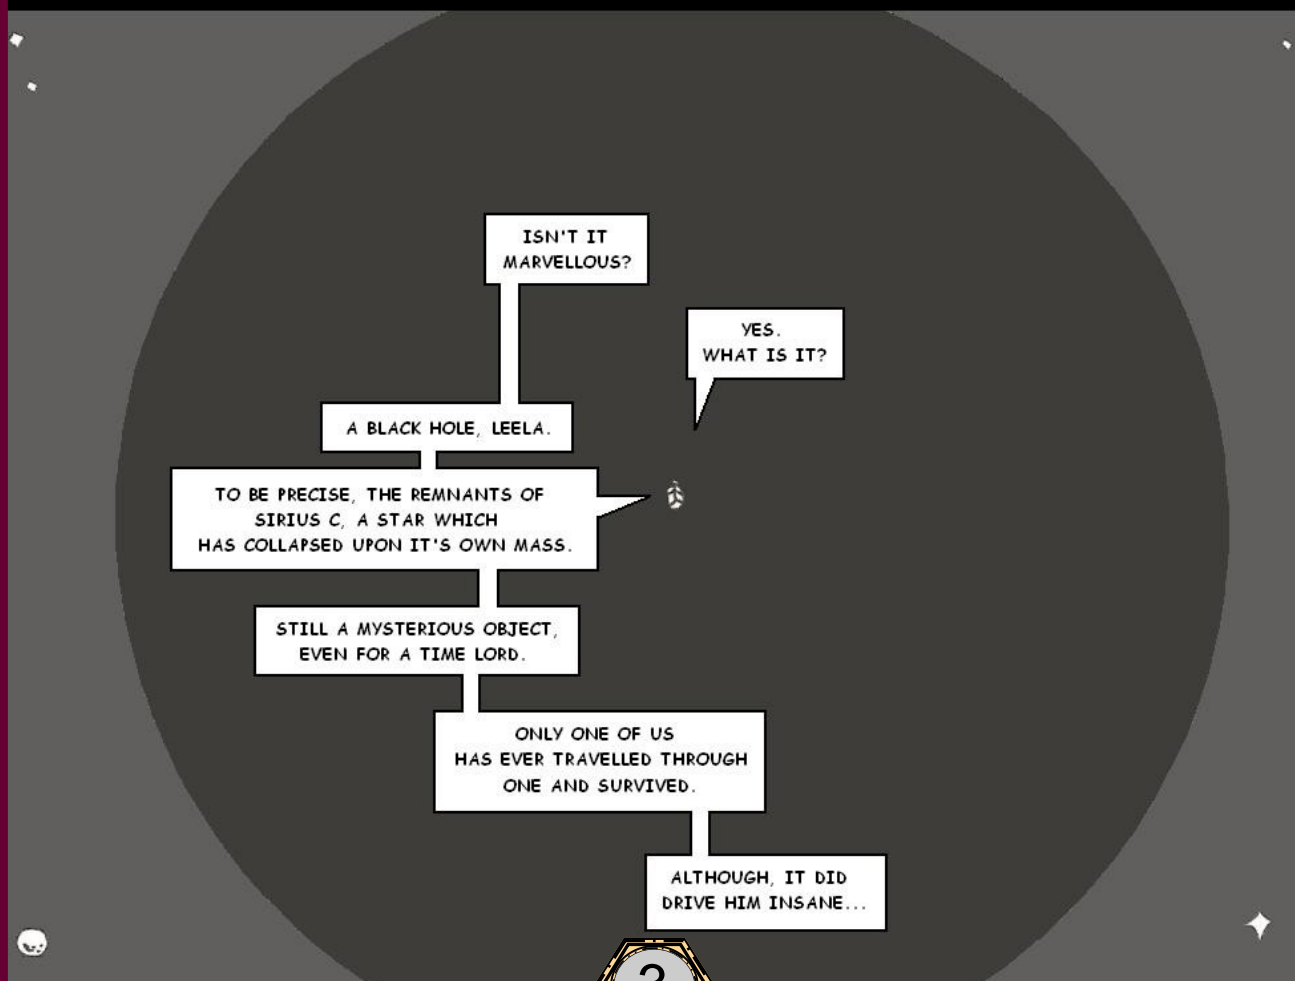 ISN'T IT
MARVELLOUS?
YES.
WHAT IS IT?
A BLACK HOLE, LEELA.
TO BE PRECISE, THE REMNANTS OF
SIRIUS C, A STAR WHICH
HAS COLLAPSED UPON IT'S OWN MASS.
STILL A MYSTERIOUS OBJECT,
EVEN FOR A TIME LORD.
ONLY ONE OF US
HAS EVER TRAVELLED THROUGH
ONE AND SURVIVED.
ALTHOUGH, IT DID
DRIVE HIM INSANE...